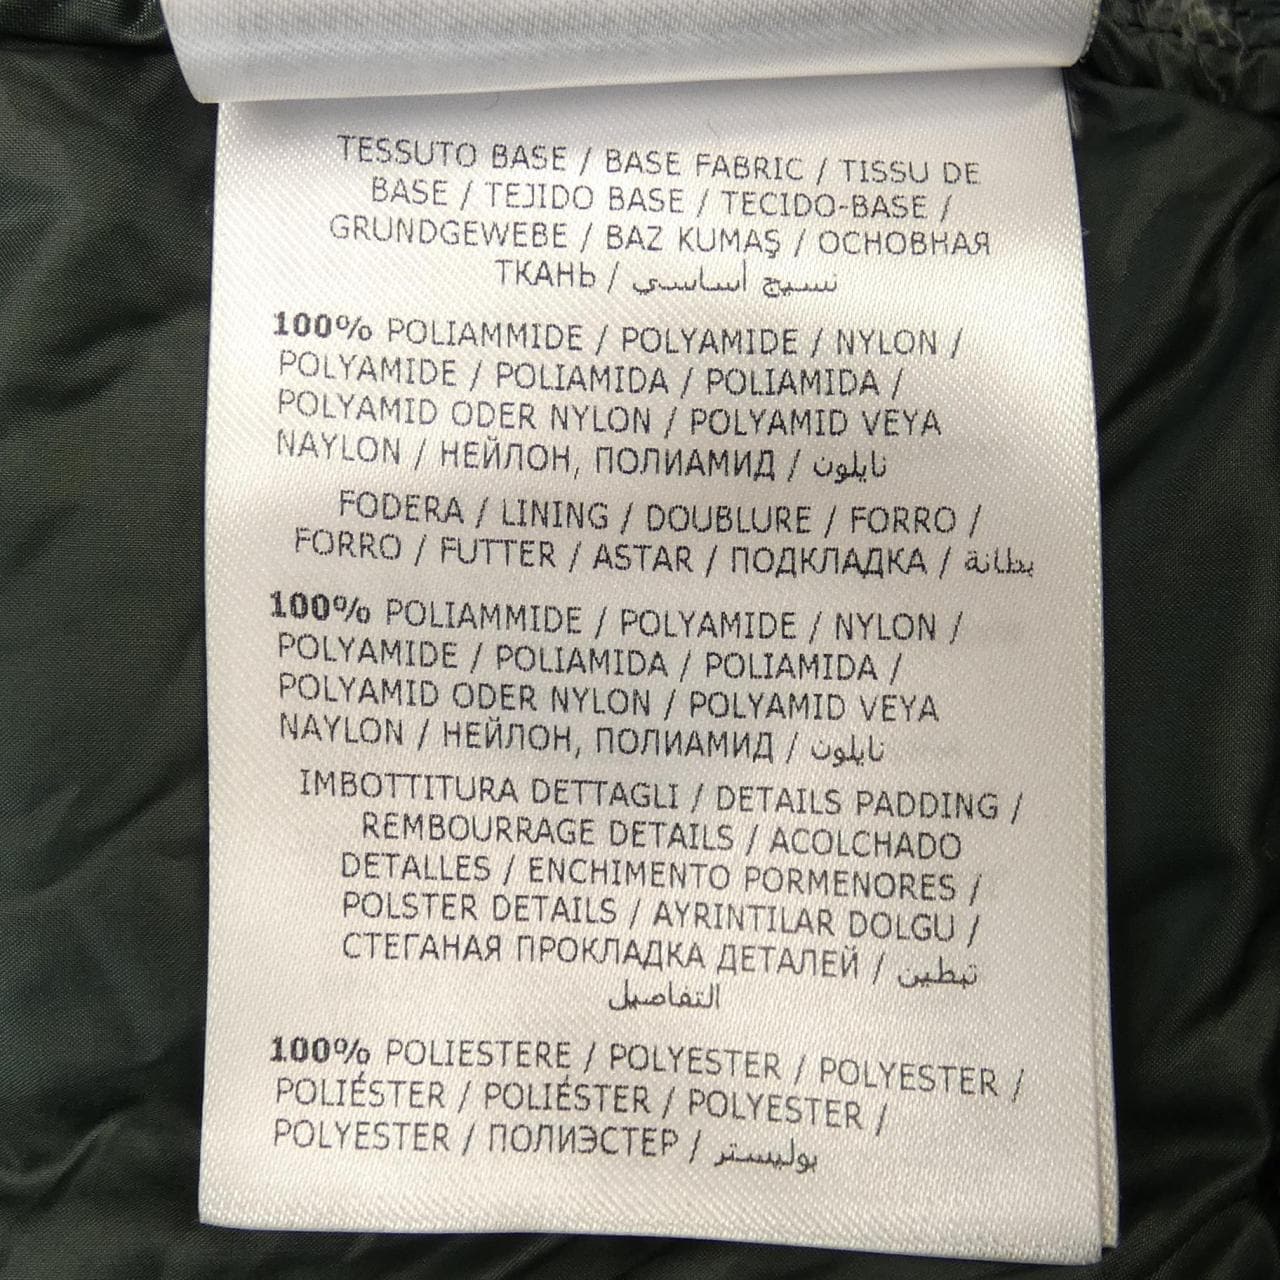 TESSUTO BASE / BASE FABRIC / TISSU DE
BASE / TEJIDO BASE / TECIDO-BASE /
GRUNDGEWEBE / BAZ KUMAŞ / ОСНОВНАЯ
ТКАНЬ / نسيج أساسي
100% POLIAMMIDE / POLYAMIDE / NYLON /
POLYAMIDE / POLIAMIDA / POLIAMIDA /
POLYAMID ODER NYLON / POLYAMID VEYA
NAYLON / НЕЙЛОН, ПОЛИАМИД / نايلون
FODERA / LINING / DOUBLURE / FORRO /
FORRO / FUTTER / ASTAR / ПОДКЛАДКА / بطانة
100% POLIAMMIDE / POLYAMIDE / NYLON /
POLYAMIDE / POLIAMIDA / POLIAMIDA /
POLYAMID ODER NYLON / POLYAMID VEYA
NAYLON / НЕЙЛОН, ПОЛИАМИД / نايلون
IMBOTTITURA DETTAGLI / DETAILS PADDING /
REMBOURRAGE DETAILS / ACOLCHADO
DETALLES / ENCHIMENTO PORMENORES /
POLSTER DETAILS / AYRINTILAR DOLGU /
СТЕГАНАЯ ПРОКЛАДКА ДЕТАЛЕЙ / تبطين
التفاصيل
100% POLIESTERE / POLYESTER / POLYESTER /
POLIÉSTER / POLIÉSTER / POLYESTER /
POLYESTER / ПОЛИЭСТЕР / بوليستر